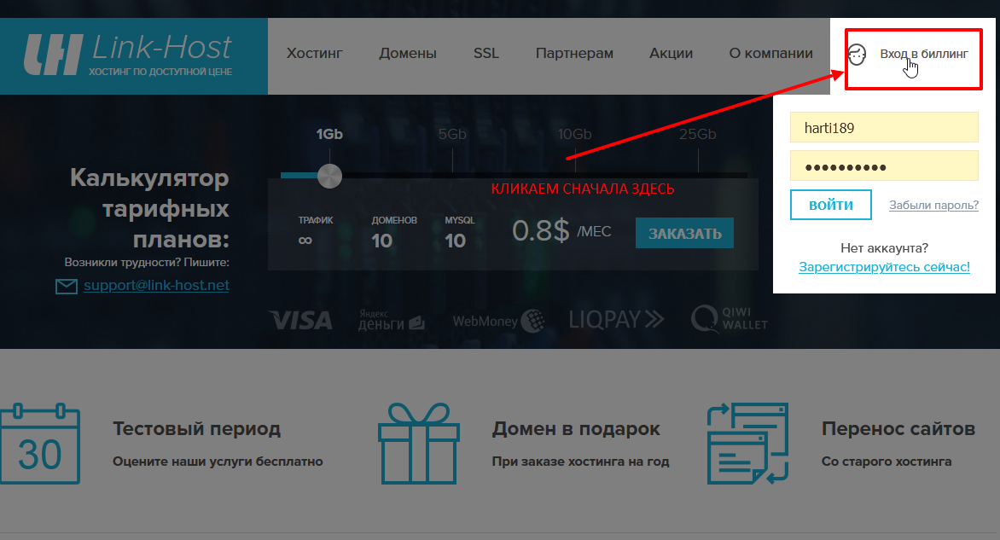 Link-Host
ХОСТИНГ ПО ДОСТУПНОЙ ЦЕНЕ
Хостинг
Домены
SSL
Партнерам
Акции
О компании
Вход в биллинг
harti189
••••••••••
ВОЙТИ
Забыли пароль?
Нет аккаунта?
Зарегистрируйтесь сейчас!
Калькулятор
тарифных
планов:
Возникли трудности? Пишите:
support@link-host.net
1Gb
5Gb
10Gb
25Gb
КЛИКАЕМ СНАЧАЛА ЗДЕСЬ
ТРАФИК
∞
ДОМЕНОВ
10
MYSQL
10
0.8$ /МЕС
ЗАКАЗАТЬ
VISA
Яндекс
деньги
WebMoney
LIQPAY
QIWI
WALLET
30
Тестовый период
Оцените наши услуги бесплатно
Домен в подарок
При заказе хостинга на год
Перенос сайтов
Со старого хостинга